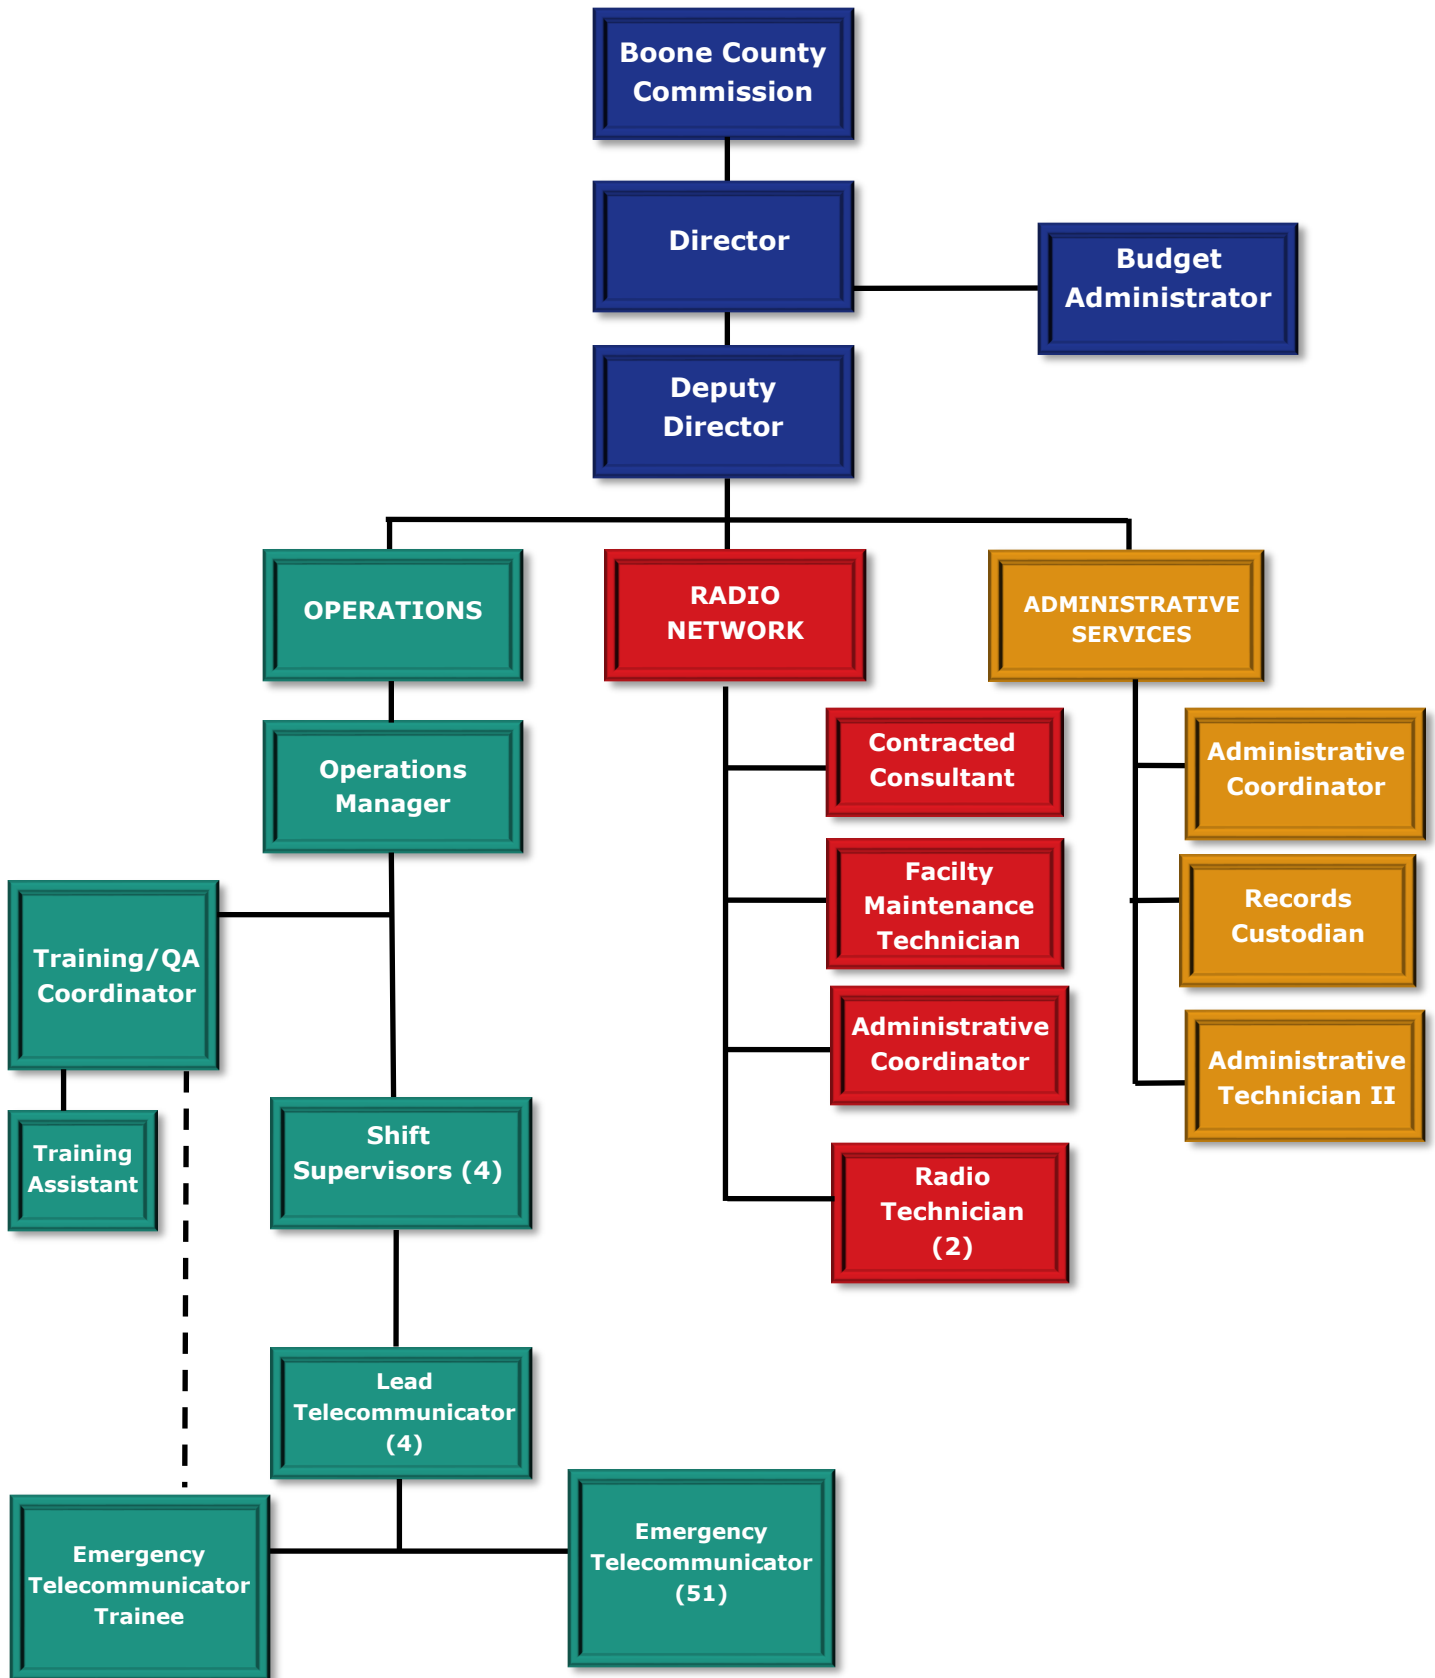 Boone County
Commission
Director
Budget
Administrator
Deputy
Director
OPERATIONS
RADIO
NETWORK
ADMINISTRATIVE
SERVICES
Operations
Manager
Contracted
Consultant
Administrative
Coordinator
Facilty
Maintenance
Technician
Records
Custodian
Training/QA
Coordinator
Administrative
Coordinator
Administrative
Technician II
Training
Assistant
Shift
Supervisors (4)
Radio
Technician
(2)
Lead
Telecommunicator
(4)
Emergency
Telecommunicator
Trainee
Emergency
Telecommunicator
(51)